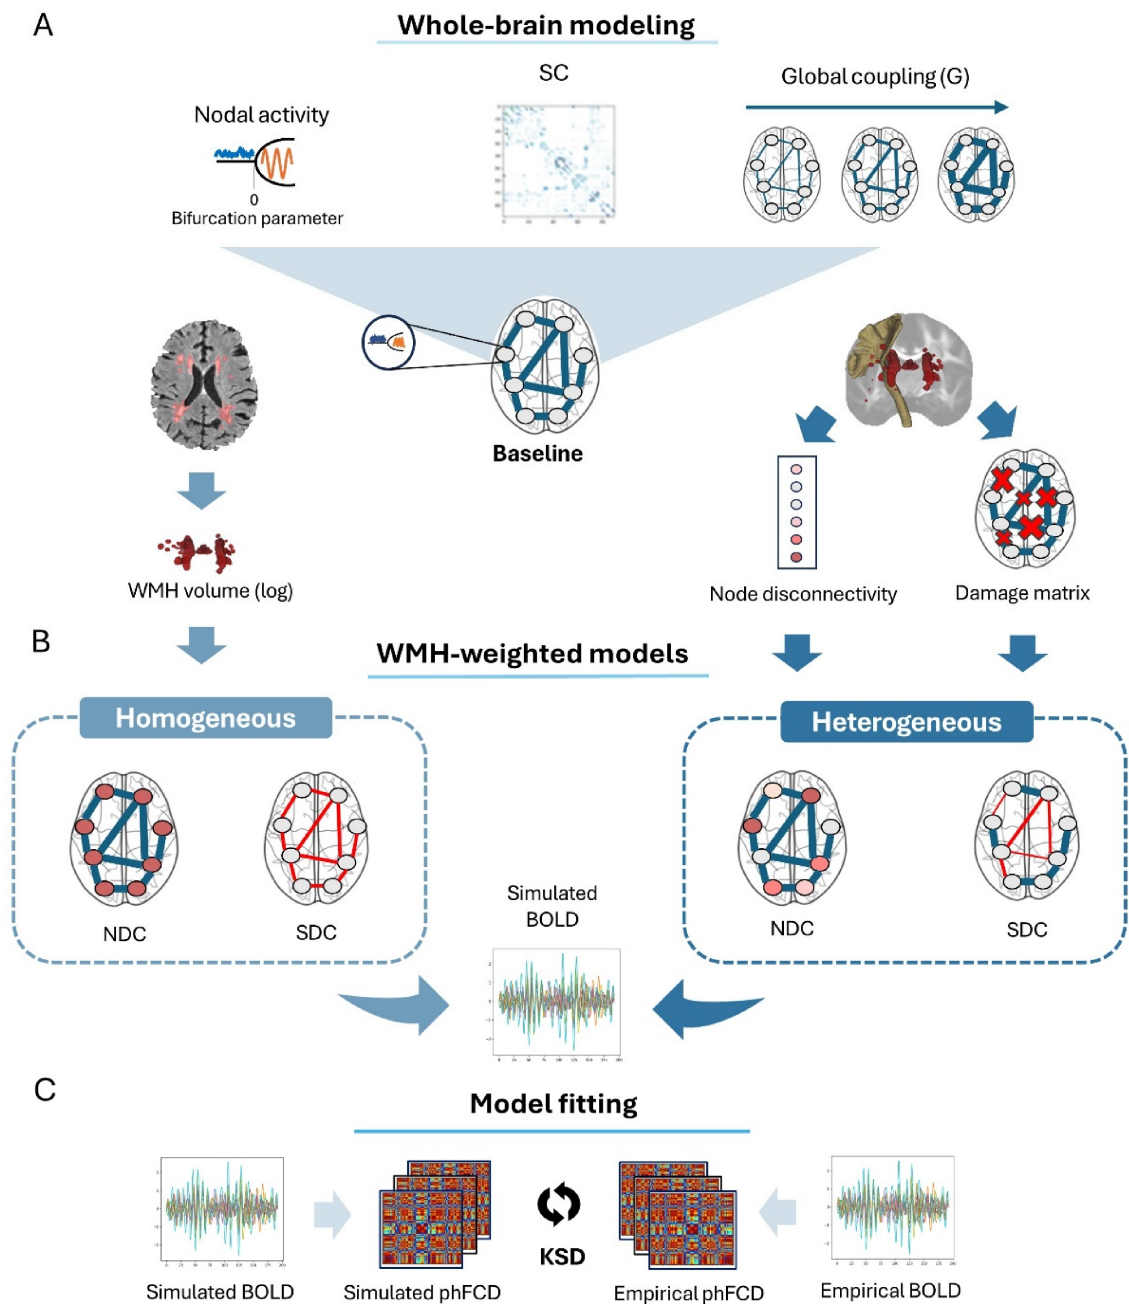 A
Whole-brain modeling
SC
Global coupling (G)
Nodal activity
0
Bifurcation parameter
Baseline
WMH volume (log)
Node disconnectivity
Damage matrix
B
WMH-weighted models
Homogeneous
Heterogeneous
NDC
SDC
Simulated
BOLD
NDC
SDC
C
Model fitting
KSD
Simulated BOLD
Simulated phFCD
Empirical phFCD
Empirical BOLD